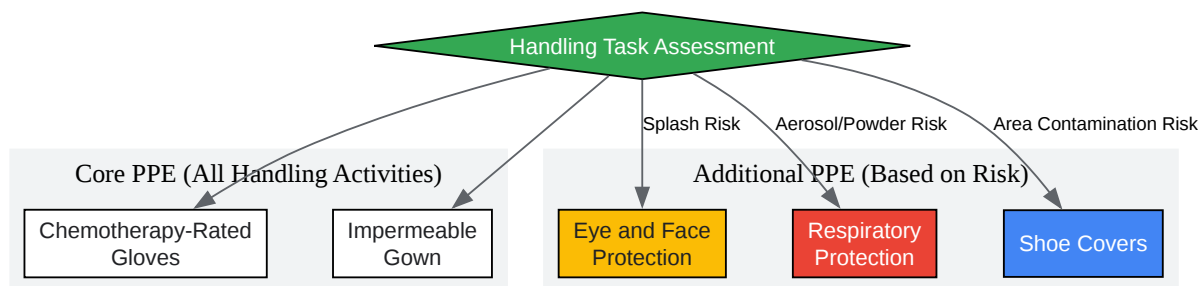 Handling Task Assessment
Splash Risk
Aerosol/Powder Risk
Area Contamination Risk
Core PPE (All Handling Activities)
Additional PPE (Based on Risk)
Chemotherapy-Rated
Gloves
Impermeable
Gown
Eye and Face
Protection
Respiratory
Protection
Shoe Covers